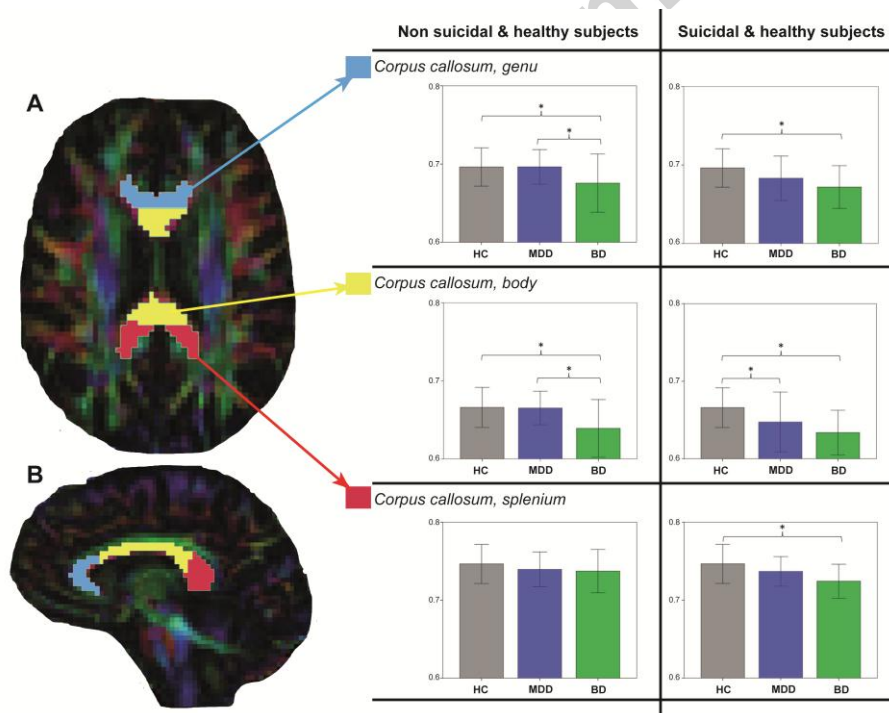 Non suicidal & healthy subjects
Suicidal & healthy subjects
A
B
Corpus callosum, genu
0.8
0.7
0.6
*
*
HC MDD BD
0.8
0.7
0.6
*
HC MDD BD
Corpus callosum, body
0.8
0.7
0.6
*
*
HC MDD BD
0.8
0.7
0.6
*
*
HC MDD BD
Corpus callosum, splenium
0.8
0.7
0.6
HC MDD BD
0.8
0.7
0.6
*
HC MDD BD